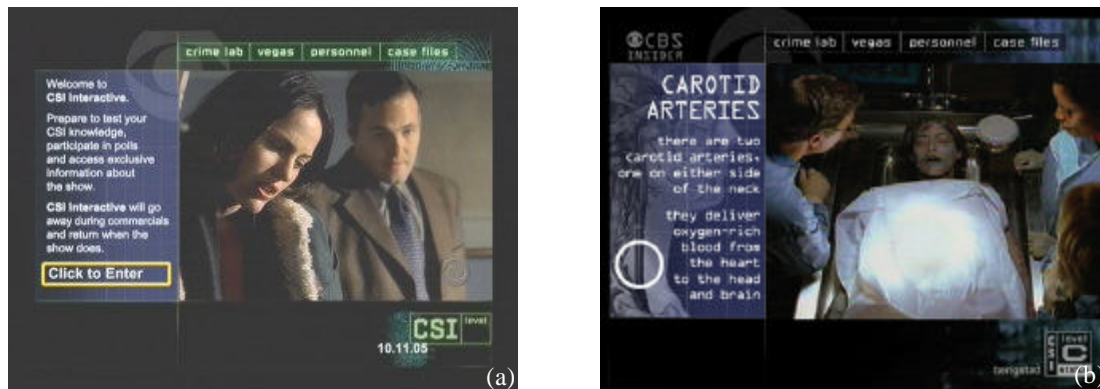 crime lab vegas personnel case files
Welcome to
CSI Interactive.
Prepare to test your
CSI knowledge,
participate in polls
and access exclusive
information about
the show.
CSI Interactive will go
away during commercials
and return when the
show does.
Click to Enter
CSI level
10.11.05
(a)
CBS
INSIDER
crime lab vegas personnel case files
CAROTID
ARTERIES
there are two
carotid arteries,
one on either side
of the neck
they deliver
oxygen-rich
blood from
the heart
to the head
and brain
CSI level
C
(b)